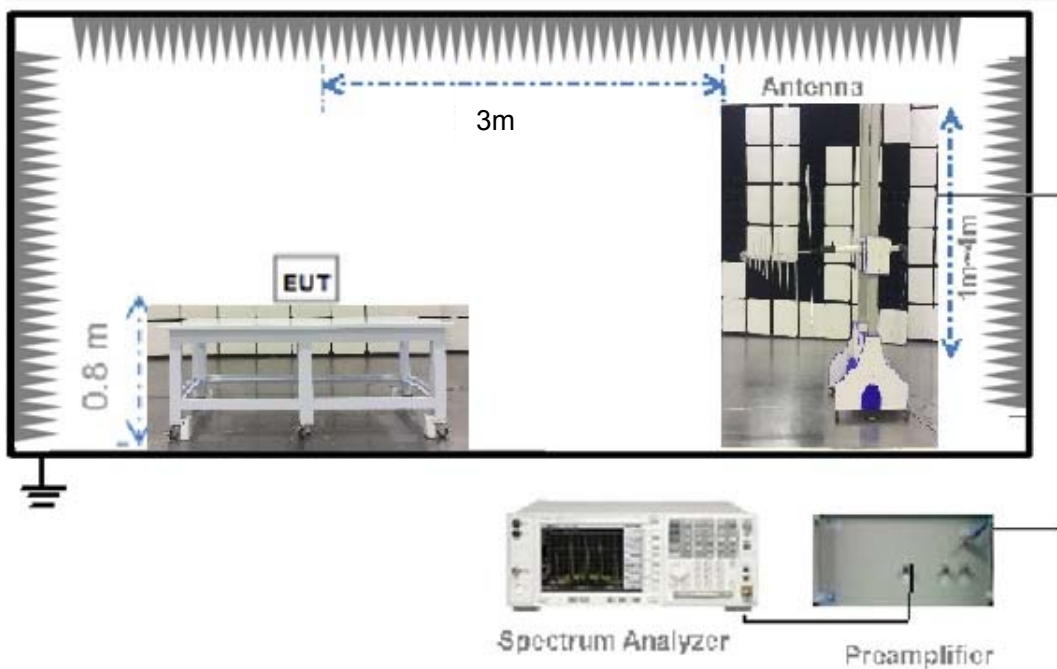 Antenna
3m
1m~4m
EUT
0.8 m
Spectrum Analyzer
Preamplifier